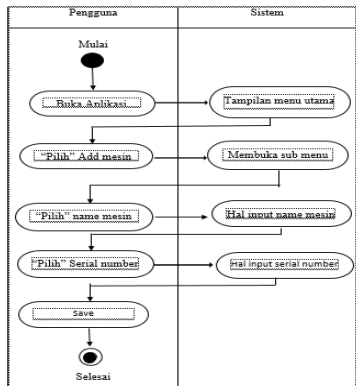 Pengguna
Sistem
Mulai
Buka Aplikasi
Tampilan menu utama
"Pilih" Add mesin
Membuka sub menu
"Pilih" name mesin
Hal input name mesin
"Pilih" Serial number
Hal input serial number
Save
Selesai